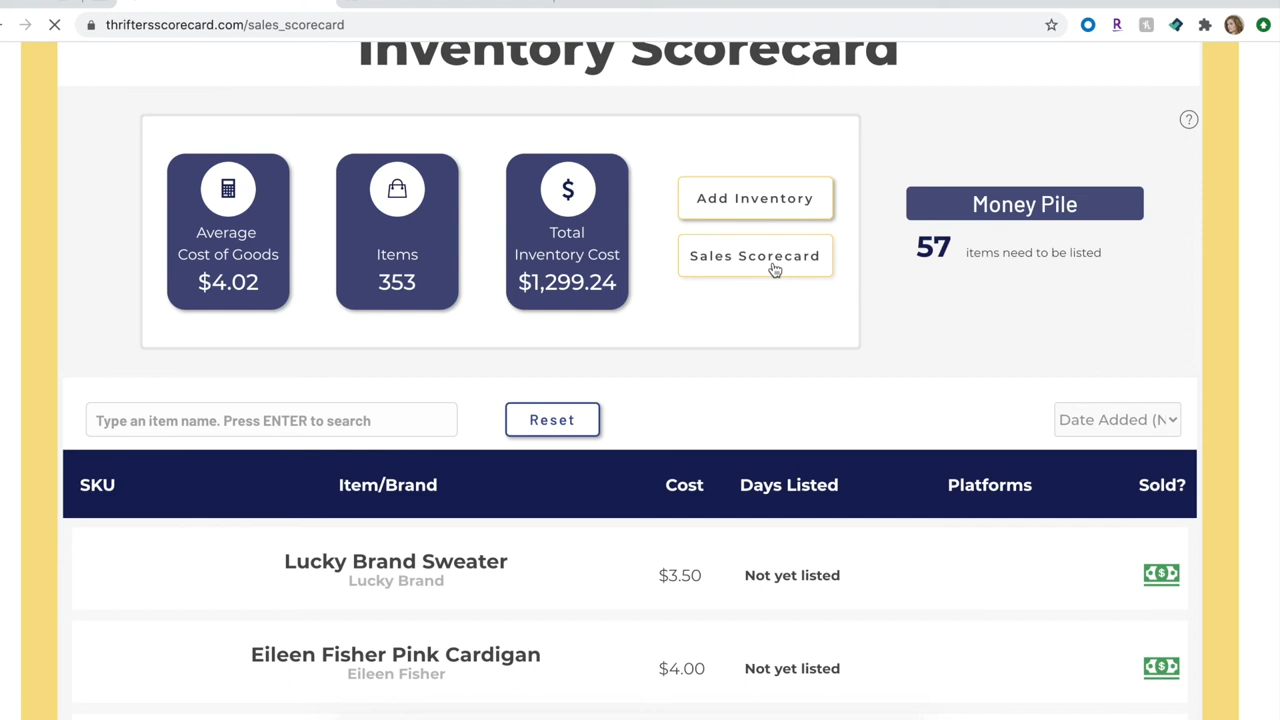 thriftersscorecard.com/sales_scorecard
Inventory Scorecard
Average
Cost of Goods
$4.02
Items
353
Total
Inventory Cost
$1,299.24
Add Inventory
Sales Scorecard
?
Money Pile
57 items need to be listed
Type an item name. Press ENTER to search
Reset
Date Added (N
SKU Item/Brand Cost Days Listed Platforms Sold?
Lucky Brand Sweater
Lucky Brand
$3.50 Not yet listed
Eileen Fisher Pink Cardigan
Eileen Fisher
$4.00 Not yet listed